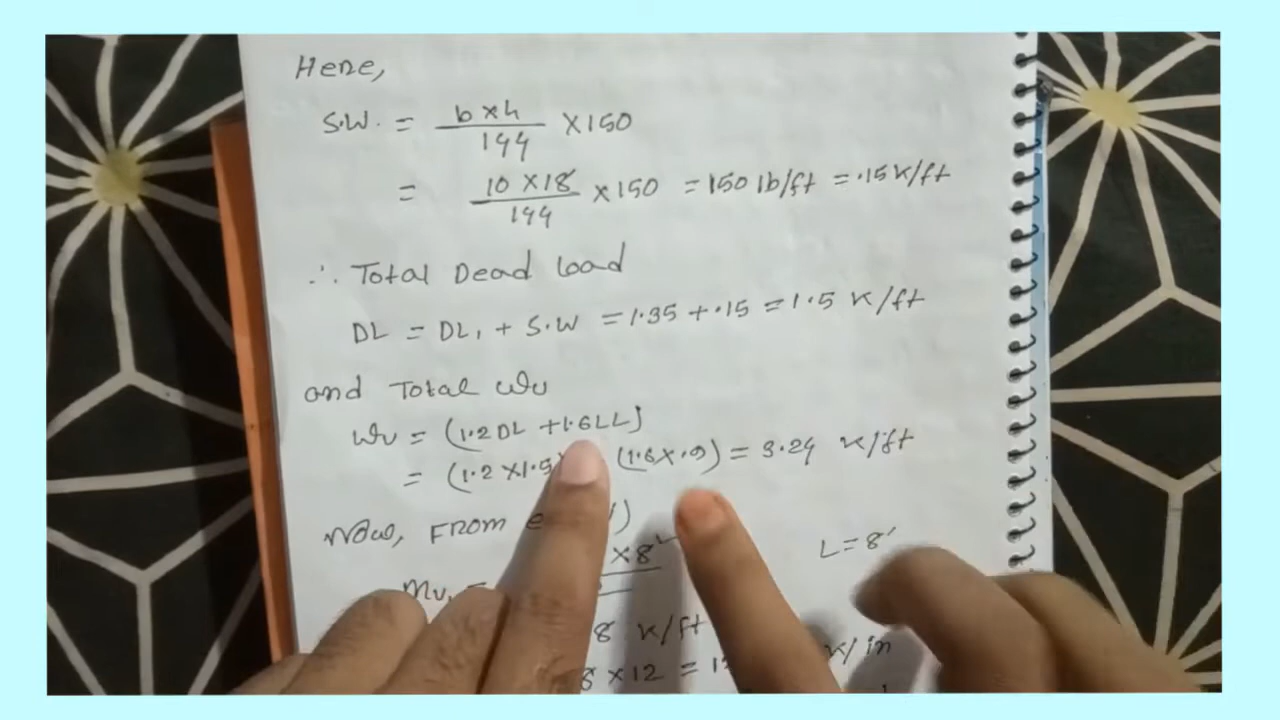 Here,
S.W. = b×h/144 ×150
= 10×18/144 ×150 = 150 lb/ft = .15 K/ft
∴ Total Dead load
DL = DL₁ + S.W = 1.35 + .15 = 1.5 K/ft
and Total Wu
Wu = (1.2DL + 1.6LL)
= (1.2×1.5) (1.6×.9) = 3.24 K/ft
Now, From
×8² L=8′
Mu,
8 K/ft
8 ×12 = K/in